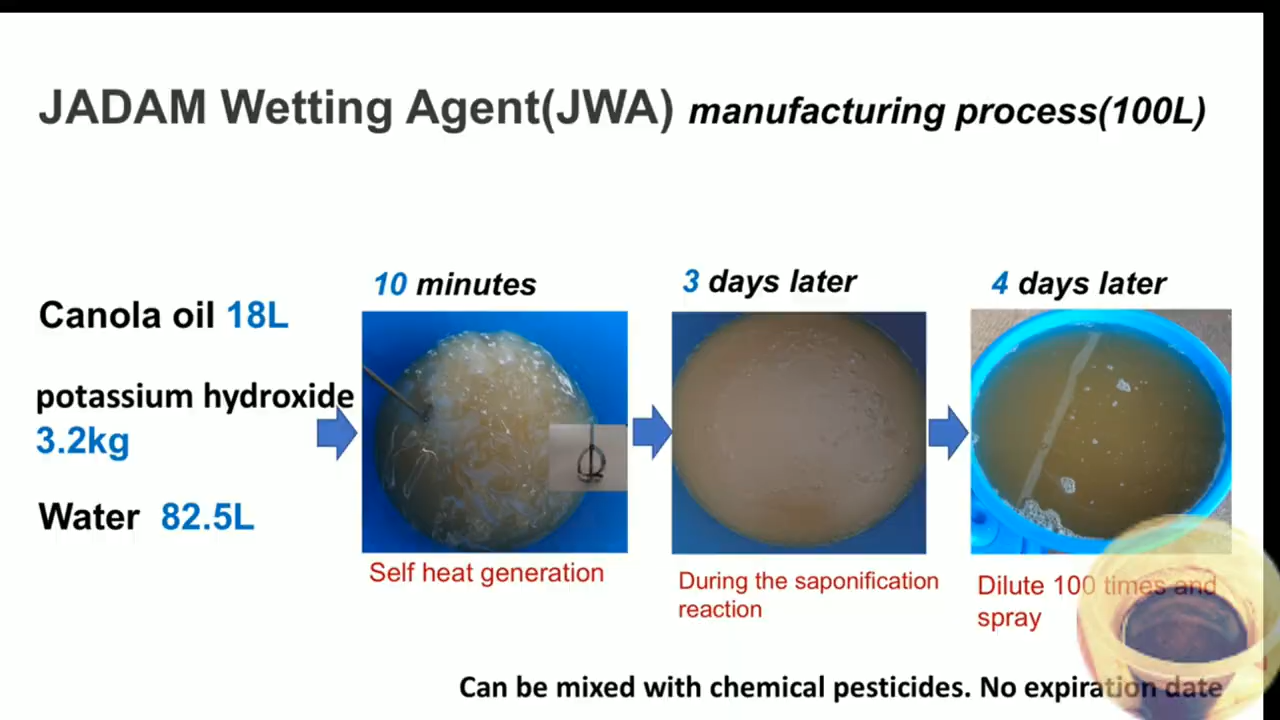 JADAM Wetting Agent(JWA) manufacturing process(100L)
10 minutes
3 days later
4 days later
Canola oil 18L
potassium hydroxide
3.2kg
Water 82.5L
Self heat generation
During the saponification
reaction
Dilute 100 times and
spray
Can be mixed with chemical pesticides. No expiration date